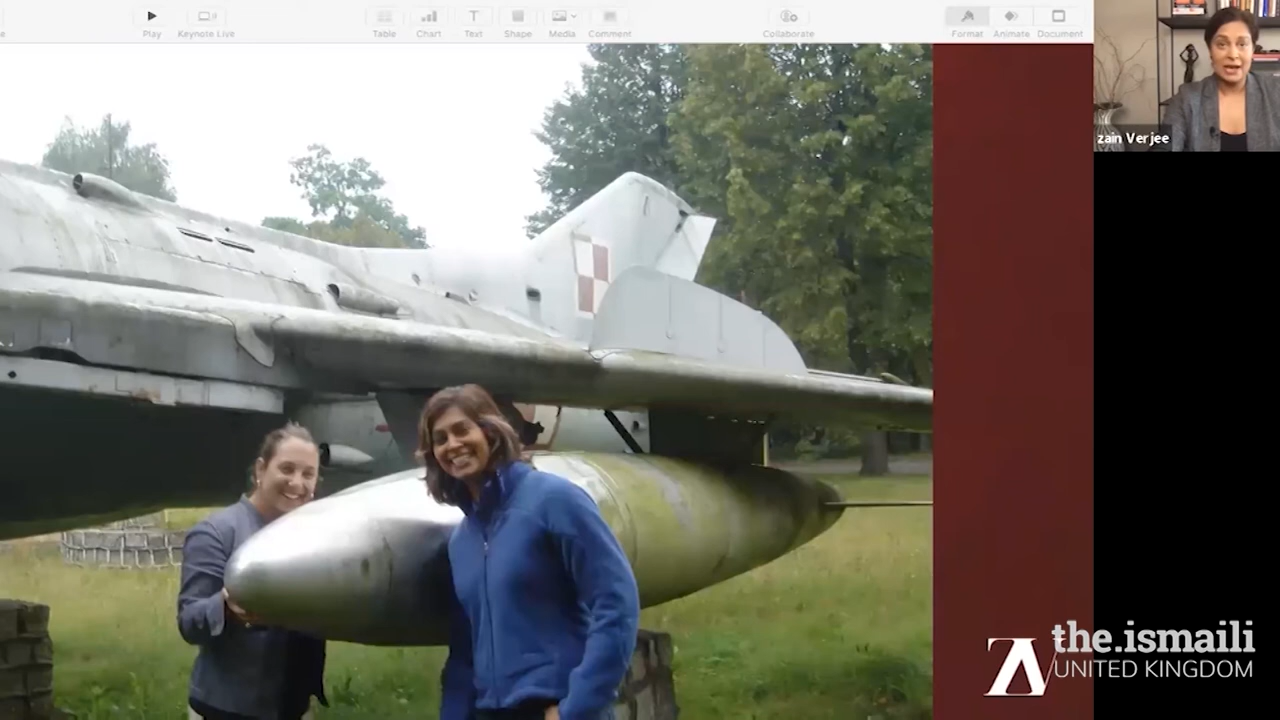 Play
Keynote Live
Table
Chart
Text
Shape
Media
Comment
Collaborate
Format
Animate
Document
zain Verjee
the.ismaili
UNITED KINGDOM